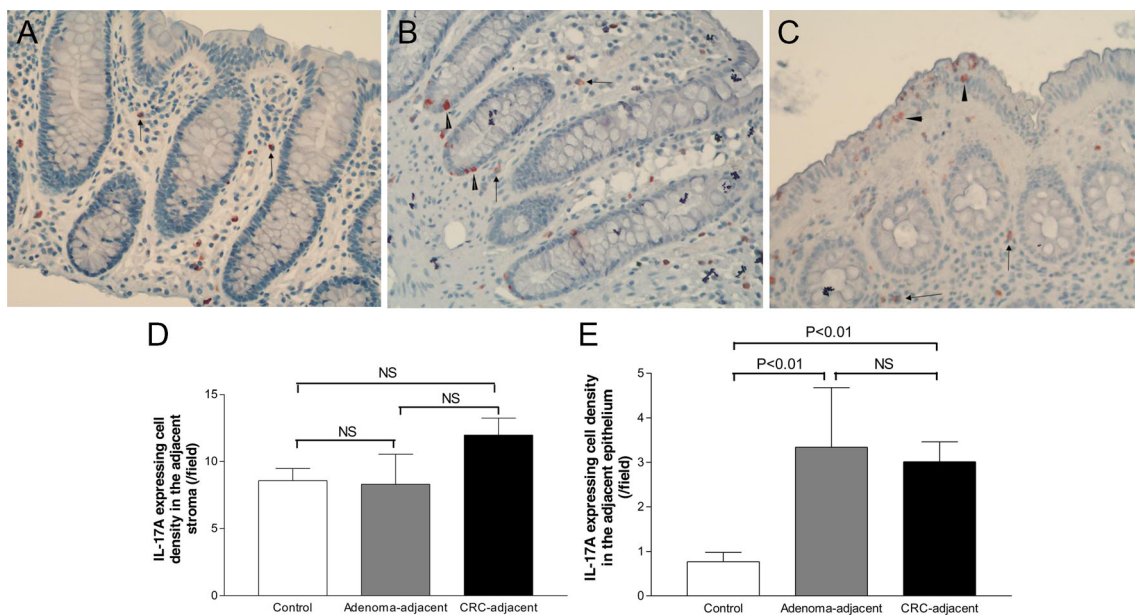 A
B
C
D
NS
NS
NS
15
10
5
0
IL-17A expressing cell
density in the adjacent
stroma (/field)
Control
Adenoma-adjacent
CRC-adjacent
E
P<0.01
P<0.01
NS
5
4
3
2
1
0
IL-17A expressing cell density
in the adjacent epithelium
(/field)
Control
Adenoma-adjacent
CRC-adjacent